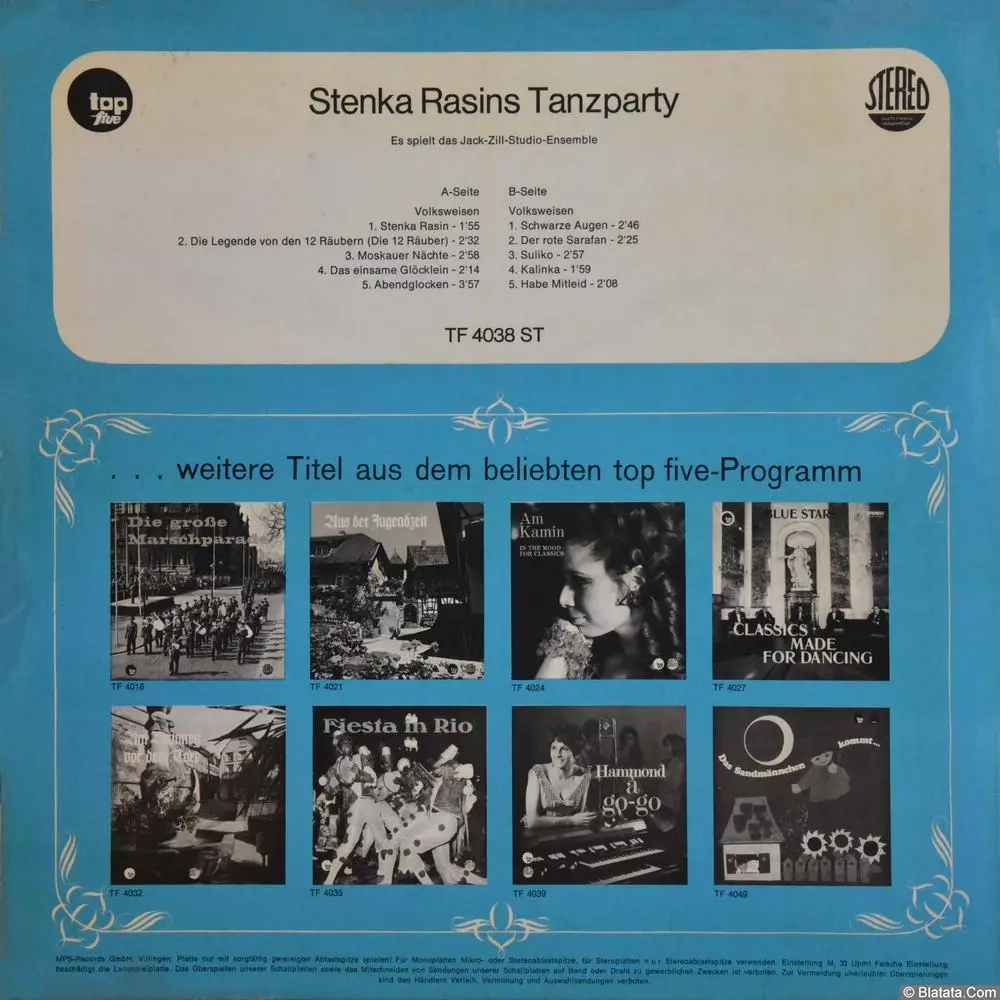 top
five
Stenka Rasins Tanzparty
STEREO
Es spielt das Jack-Zill-Studio-Ensemble
A-Seite
Volksweisen
1. Stenka Rasin - 1'55
2. Die Legende von den 12 Räubern (Die 12 Räuber) - 2'32
3. Moskauer Nächte - 2'58
4. Das einsame Glöcklein - 2'14
5. Abendglocken - 3'57
B-Seite
Volksweisen
1. Schwarze Augen - 2'46
2. Der rote Sarafan - 2'25
3. Suliko - 2'57
4. Kalinka - 1'59
5. Habe Mitleid - 2'08
TF 4038 ST
. . . weitere Titel aus dem beliebten top five-Programm
Die große
Marschparade
TF 4018
Aus der Jugendzeit
TF 4021
Am
Kamin
IN THE MOOD
FOR CLASSICS
TF 4024
BLUE STARS
STEREO
CLASSICS
MADE
FOR DANCING
TF 4027
Am Brunnen
vor dem Tore
TF 4032
Fiesta in Rio
TF 4035
Hammond
à
go-go
TF 4039
Das Sandmännchen
kommt...
TF 4049
MPS-Records GmbH, Villingen. Platte nur mit sorgfältig gereinigter Abtastspitze spielen! Für Monoplatten Mikro- oder Stereoabtastspitze, für Steroplatten nur Stereoabtastspitze verwenden. Einstellung M, 33 Upm! Falsche Einstellung
beschädigt die Langspielplatte. Das Überspielen unserer Schallplatten sowie das Mitschneiden von Sendungen unserer Schallplatten auf Band oder Draht zu gewerblichen Zwecken ist verboten. Zur Vermeidung unerlaubter Überspielungen
sind den Händlern Verleih, Vermietung und Auswahlsendungen verboten.
© Blatata.Com